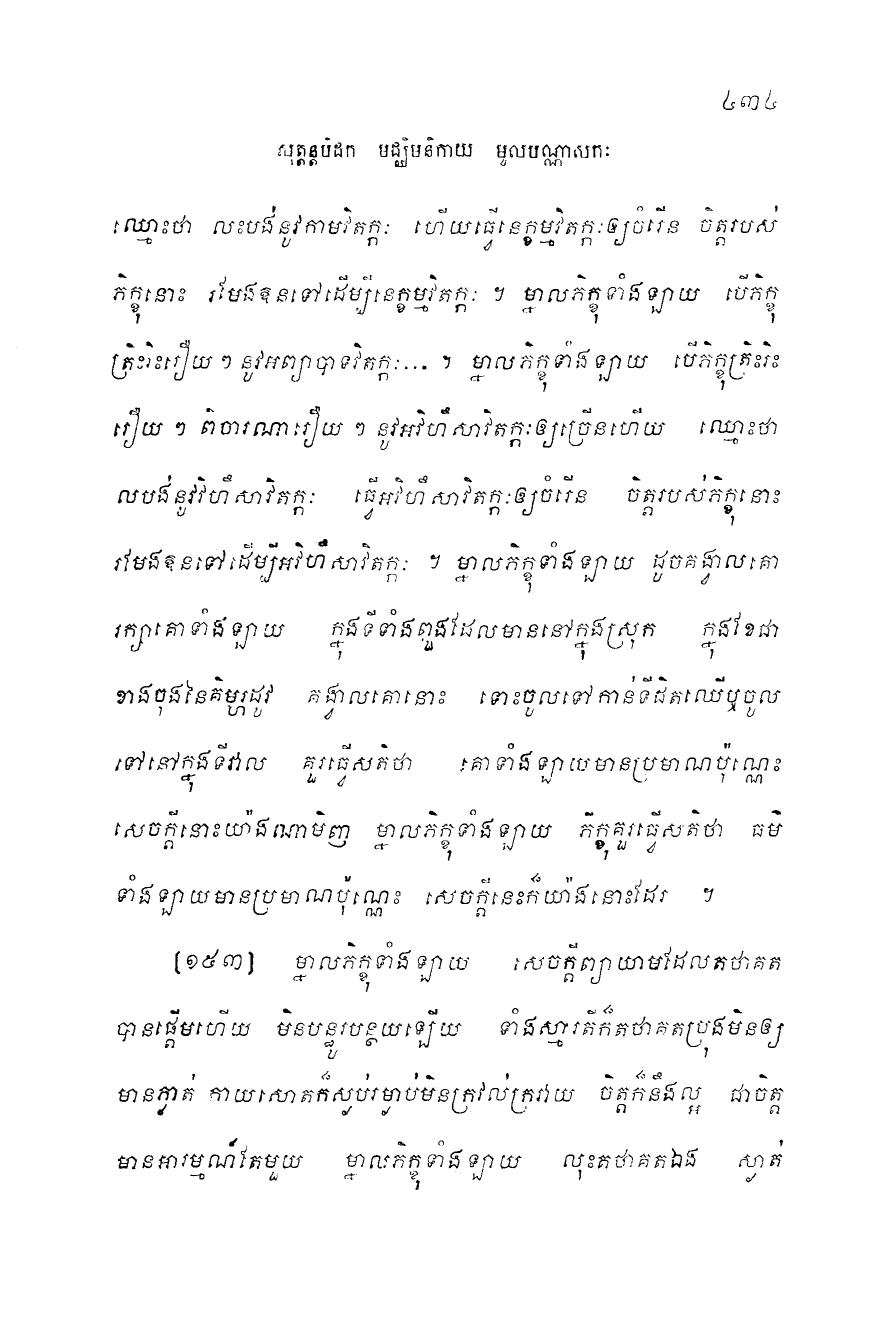 ៤៣៤
សុត្តន្តបិដក មជ្ឈិមនិកាយ មូលបណ្ណាសកៈ
ឈ្មោះថា លះបង់នូវកាមវិតក្កៈ ហើយធ្វើនេក្ខម្មវិតក្កៈឲ្យចំរើន ចិត្តរបស់
ភិក្ខុនោះ រមែងឱនទៅដើម្បីនេក្ខម្មវិតក្កៈ ។ ម្នាលភិក្ខុទាំងឡាយ បើភិក្ខុ
ត្រិះរិះរឿយ ៗ នូវអព្យាបាទវិតក្កៈ... ។ ម្នាលភិក្ខុទាំងឡាយ បើភិក្ខុត្រិះរិះ
រឿយ ៗ ពិចារណារឿយ ៗ នូវអវិហឹសាវិតក្កៈឲ្យច្រើនហើយ ឈ្មោះថា
លបង់នូវវិហឹសាវិតក្កៈ ធ្វើអវិហឹសាវិតក្កៈឲ្យចំរើន ចិត្តរបស់ភិក្ខុនោះ
រមែងឱនទៅដើម្បីអវិហឹសាវិតក្កៈ ។ ម្នាលភិក្ខុទាំងឡាយ ដូចគង្វាលគោ
រក្សាគោទាំងឡាយ ក្នុងទីទាំងពួងដែលមាននៅក្នុងស្រុក ក្នុងខែជា
ខាងចុងនៃគិម្ហរដូវ គង្វាលគោនោះ ទោះចូលទៅកាន់ទីជិតឈើឬចូល
ទៅនៅក្នុងទីវាល គួរធ្វើសតិថា គោទាំងឡាយមានប្រមាណប៉ុណ្ណេះ
សេចក្តីនោះយ៉ាងណាមិញ ម្នាលភិក្ខុទាំងឡាយ ភិក្ខុគួរធ្វើសតិថា ធម៌
ទាំងឡាយមានប្រមាណប៉ុណ្ណេះ សេចក្តីនេះក៏យ៉ាងនោះដែរ ។
[១៥៣] ម្នាលភិក្ខុទាំងឡាយ សេចក្តីព្យាយាមដែលតថាគត
បានផ្តើមហើយ មិនបន្ធូរបន្ថយឡើយ ទាំងស្មារតីក៏តថាគតប្រុងមិនឲ្យ
មានភ្លាត់ កាយសោតក៏ស្ងប់រម្ងាប់មិនក្រវល់ក្រវាយ ចិត្តក៏នឹងល្អ ជាចិត្ត
មានអារម្មណ៍តែមួយ ម្នាលភិក្ខុទាំងឡាយ លុះតថាគតឯង ស្ងាត់